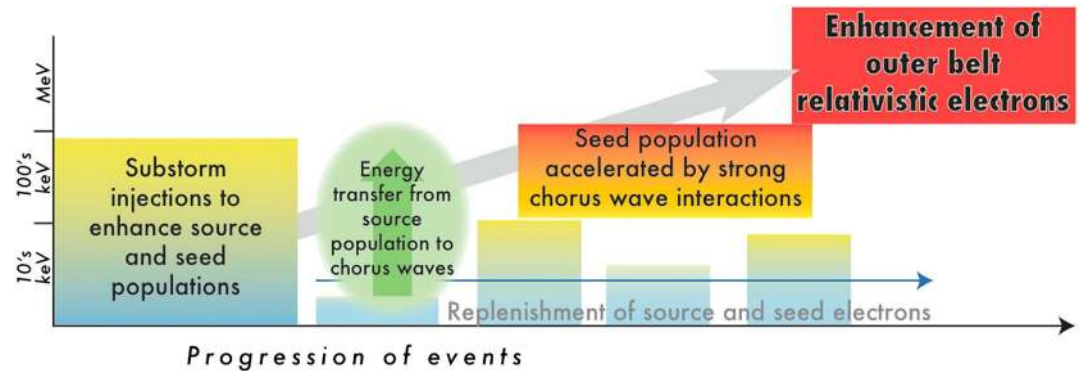 Enhancement of
outer belt
relativistic electrons
MeV
100's
keV
10's
keV
Substorm
injections to
enhance source
and seed
populations
Energy
transfer from
source
population to
chorus waves
Seed population
accelerated by strong
chorus wave interactions
Replenishment of source and seed electrons
Progression of events